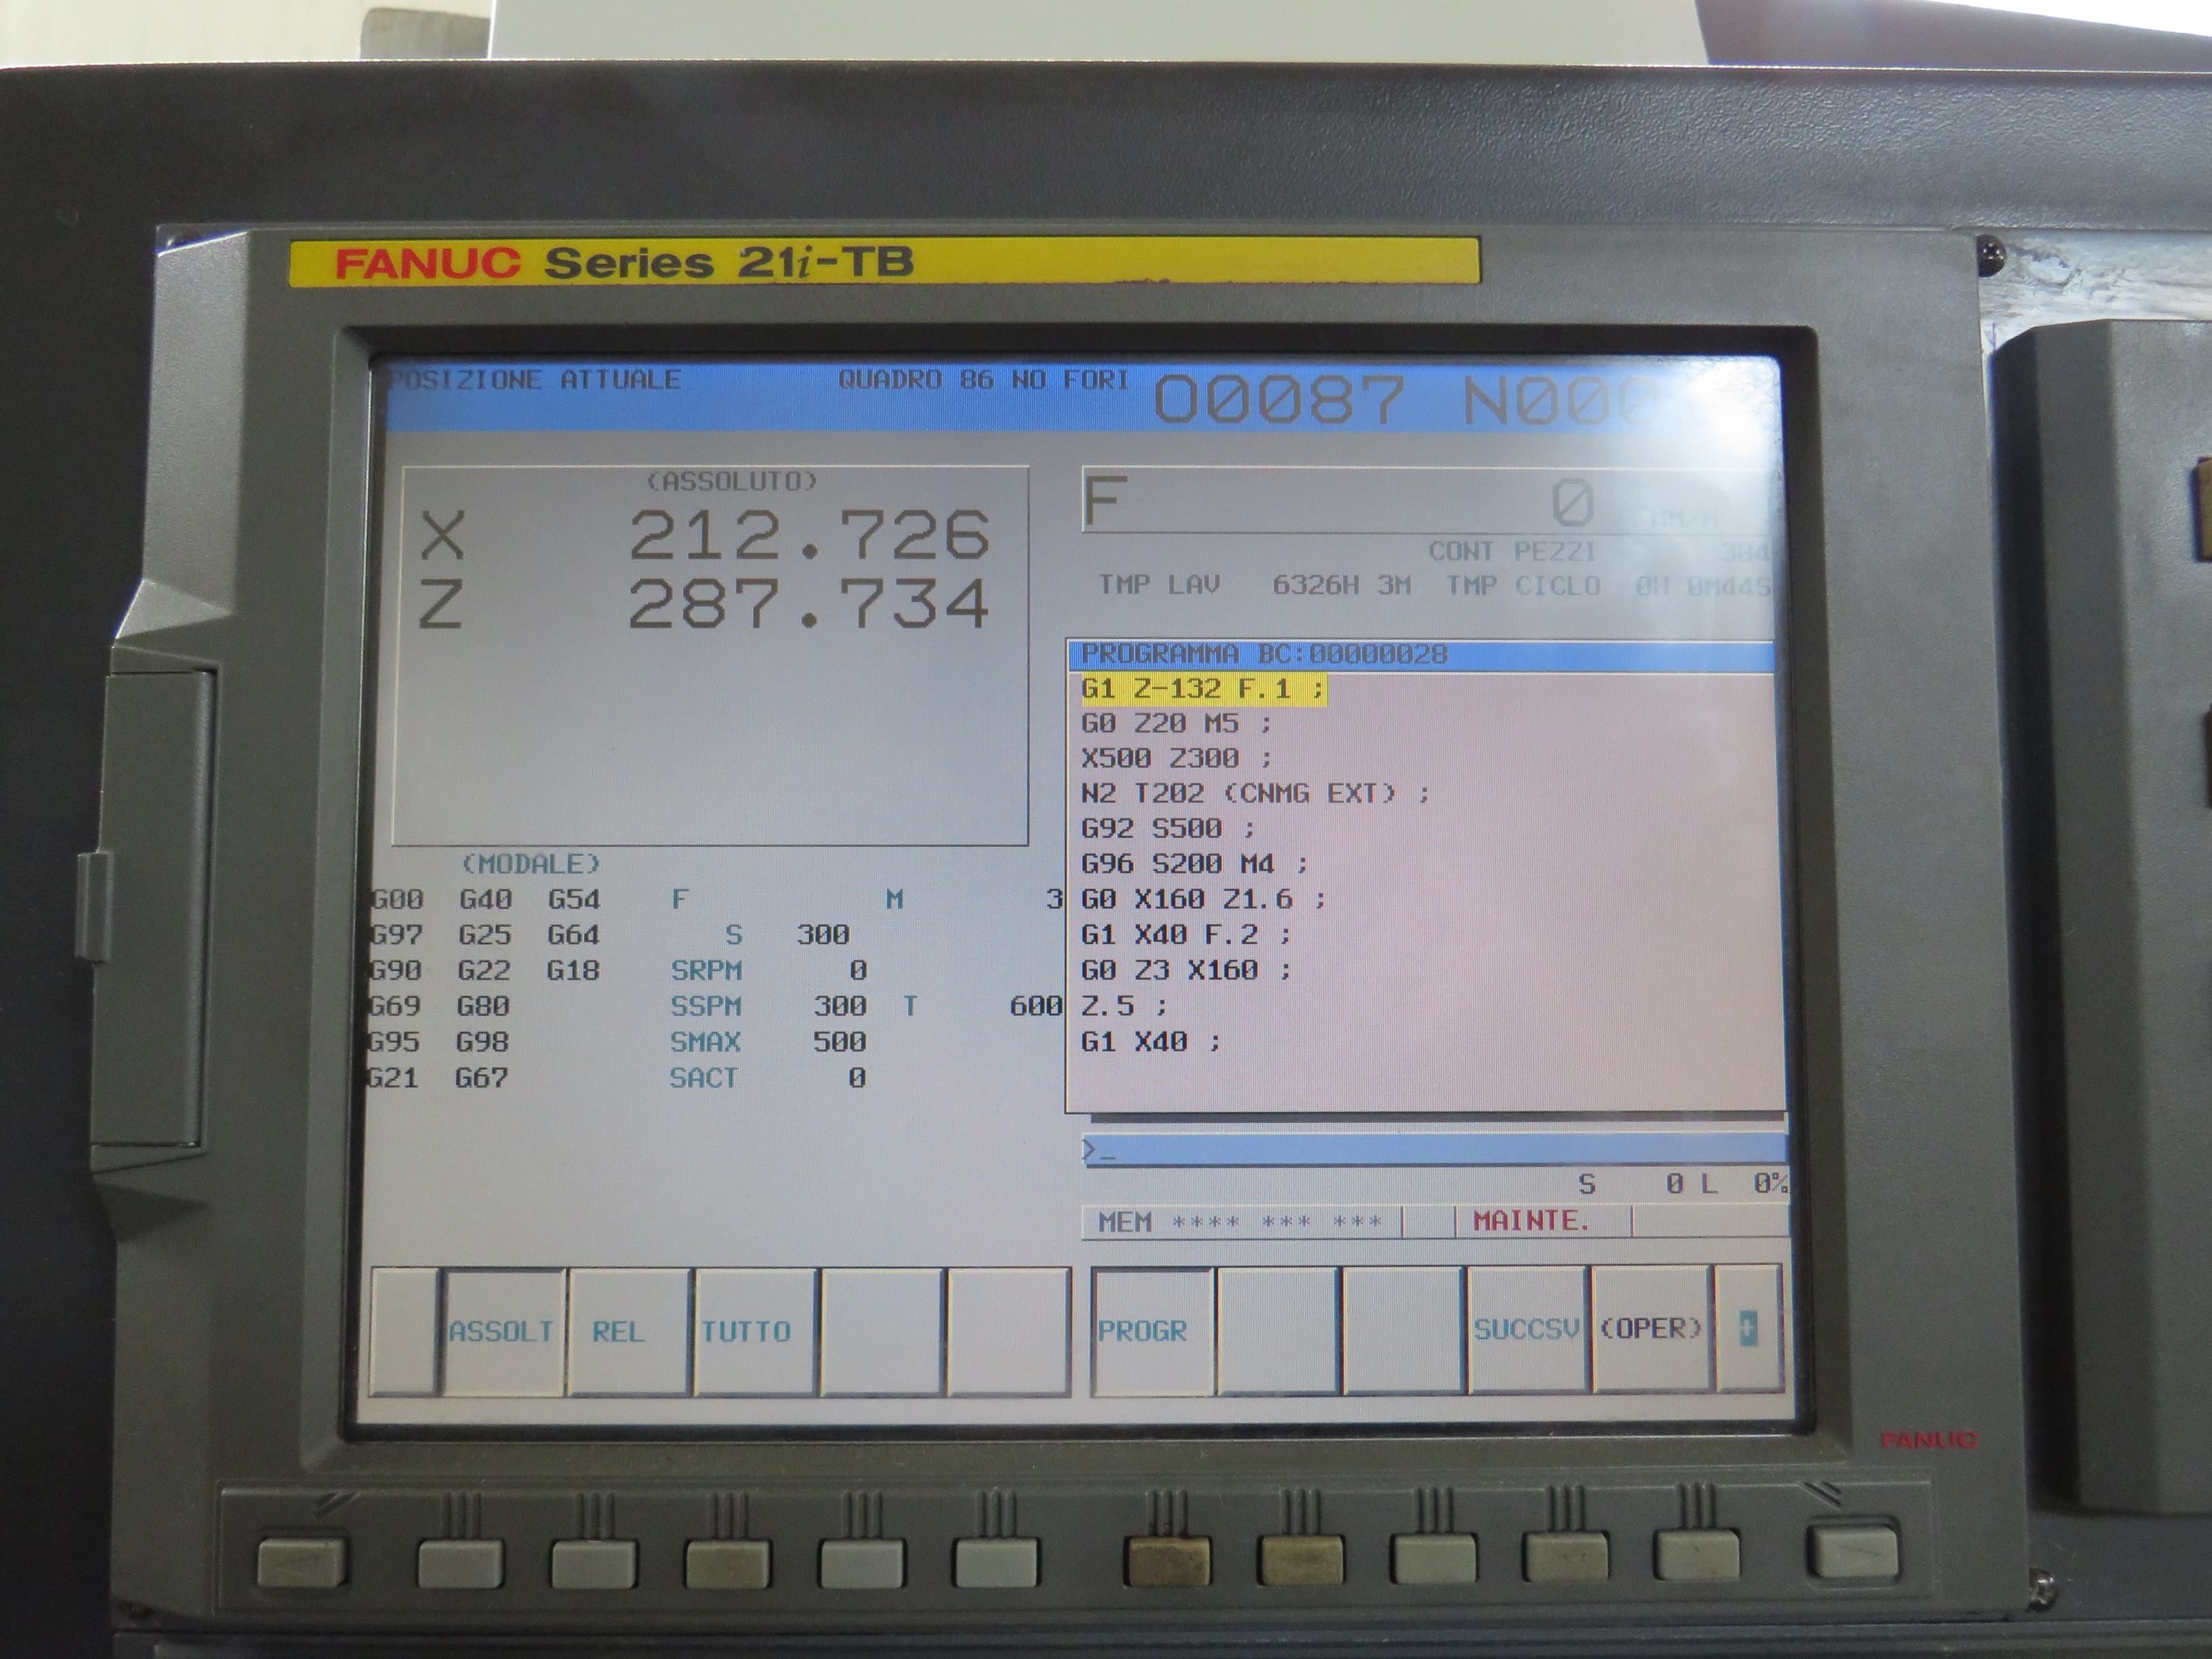 FANUC Series 21i-TB
POSIZIONE ATTUALE QUADRO 86 NO FORI O0087 N000
(ASSOLUTO)
X 212.726
Z 287.734
F 0
CONT PEZZI 384
TMP LAV 6326H 3M TMP CICLO 0H 0M44S
PROGRAMMA BC:00000028
G1 Z-132 F.1 ;
G0 Z20 M5 ;
X500 Z300 ;
N2 T202 (CNMG EXT) ;
G92 S500 ;
G96 S200 M4 ;
G0 X160 Z1.6 ;
G1 X40 F.2 ;
G0 Z3 X160 ;
Z.5 ;
G1 X40 ;
(MODALE)
G00 G40 G54 F M 3
G97 G25 G64 S 300
G90 G22 G18 SRPM 0
G69 G80 SSPM 300 T 600
G95 G98 SMAX 500
G21 G67 SACT 0
>_
S 0 L 0%
MEM **** *** *** MAINTE.
ASSOLT REL TUTTO PROGR SUCCSV (OPER) +
FANUC